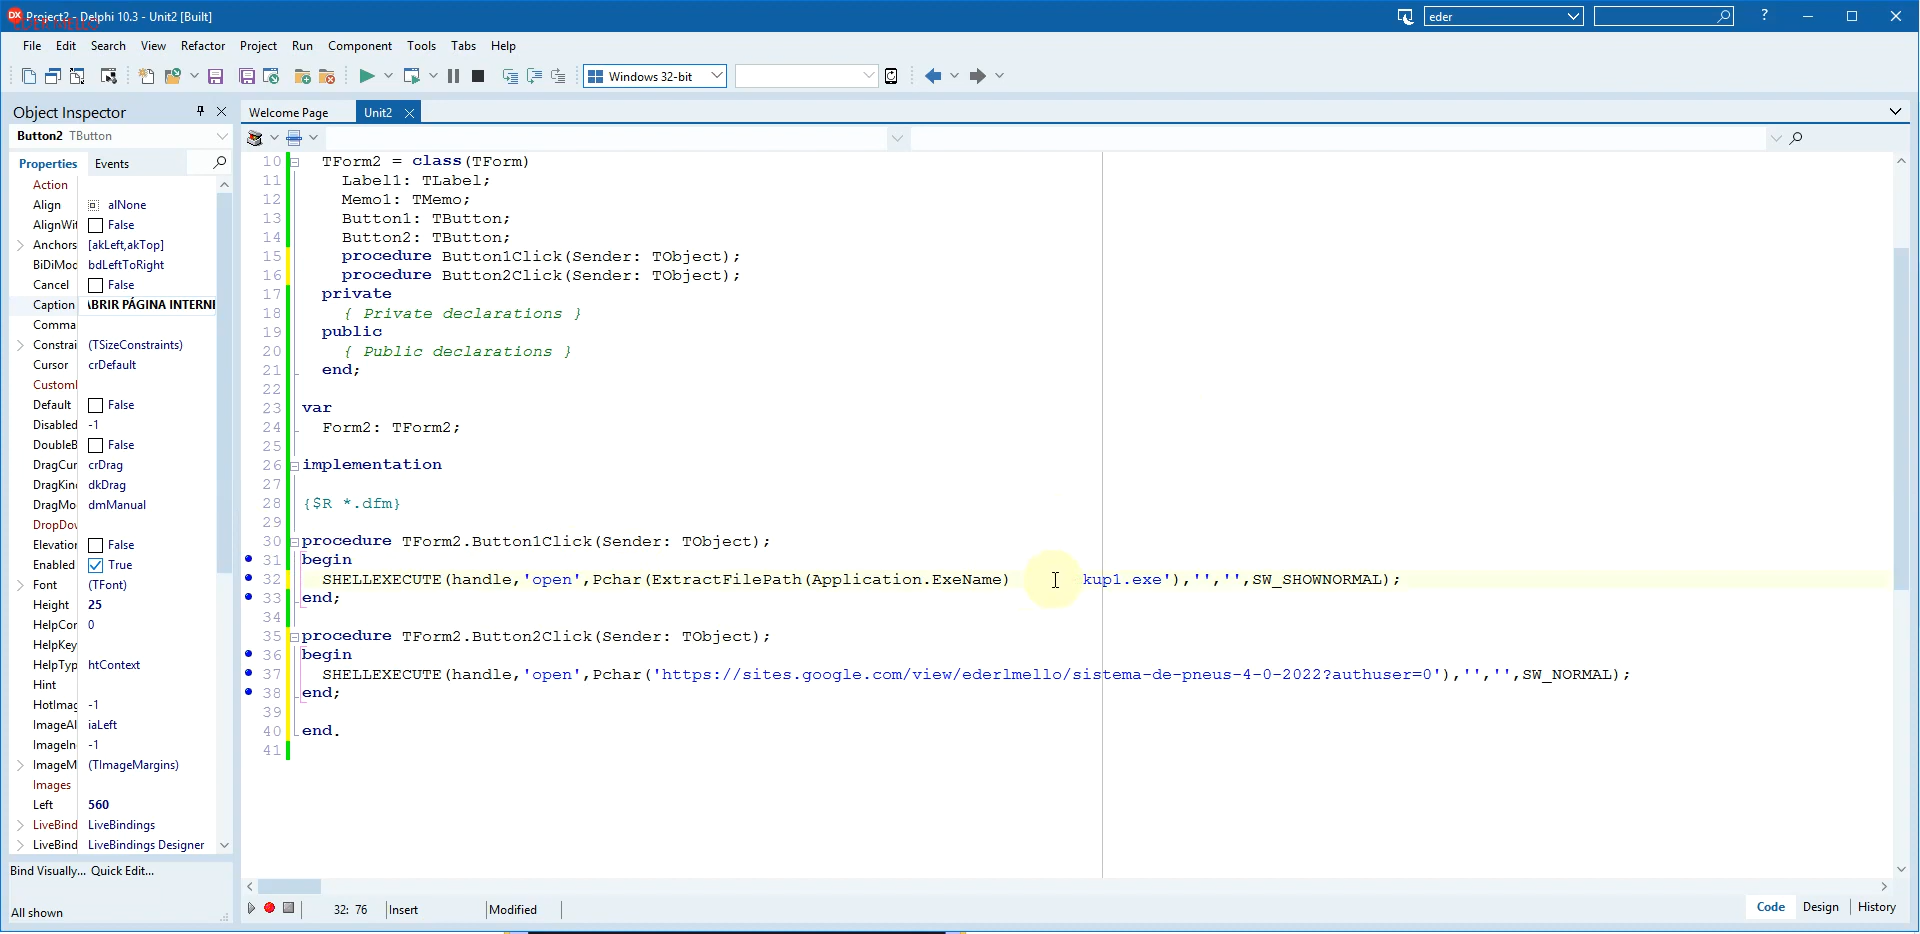 Project2 - Delphi 10.3 - Unit2 [Built]
EDER MELLO
eder
?
File Edit Search View Refactor Project Run Component Tools Tabs Help
Windows 32-bit
Object Inspector
Welcome Page Unit2
Button2 TButton
Properties Events
Action
Align alNone
AlignWit False
Anchors [akLeft,akTop]
BiDiMod bdLeftToRight
Cancel False
Caption ABRIR PÁGINA INTERNI
Comma
Constrai (TSizeConstraints)
Cursor crDefault
CustomI
Default False
Disabled -1
DoubleB False
DragCur crDrag
DragKin dkDrag
DragMo dmManual
DropDov
Elevation False
Enabled True
Font (TFont)
Height 25
HelpCor 0
HelpKey
HelpTyp htContext
Hint
HotImag -1
ImageAl iaLeft
ImageIn -1
ImageM (TImageMargins)
Images
Left 560
LiveBind LiveBindings
LiveBind LiveBindings Designer
Bind Visually... Quick Edit...
All shown
10 TForm2 = class(TForm)
11 Label1: TLabel;
12 Memo1: TMemo;
13 Button1: TButton;
14 Button2: TButton;
15 procedure Button1Click(Sender: TObject);
16 procedure Button2Click(Sender: TObject);
17 private
18 { Private declarations }
19 public
20 { Public declarations }
21 end;
22
23 var
24 Form2: TForm2;
25
26 implementation
27
28 {$R *.dfm}
29
30 procedure TForm2.Button1Click(Sender: TObject);
31 begin
32 SHELLEXECUTE(handle,'open',Pchar(ExtractFilePath(Application.ExeName) kup1.exe'),'','',SW_SHOWNORMAL);
33 end;
34
35 procedure TForm2.Button2Click(Sender: TObject);
36 begin
37 SHELLEXECUTE(handle,'open',Pchar('https://sites.google.com/view/ederlmello/sistema-de-pneus-4-0-2022?authuser=0'),'','',SW_NORMAL);
38 end;
39
40 end.
41
32: 76 Insert Modified
Code Design History